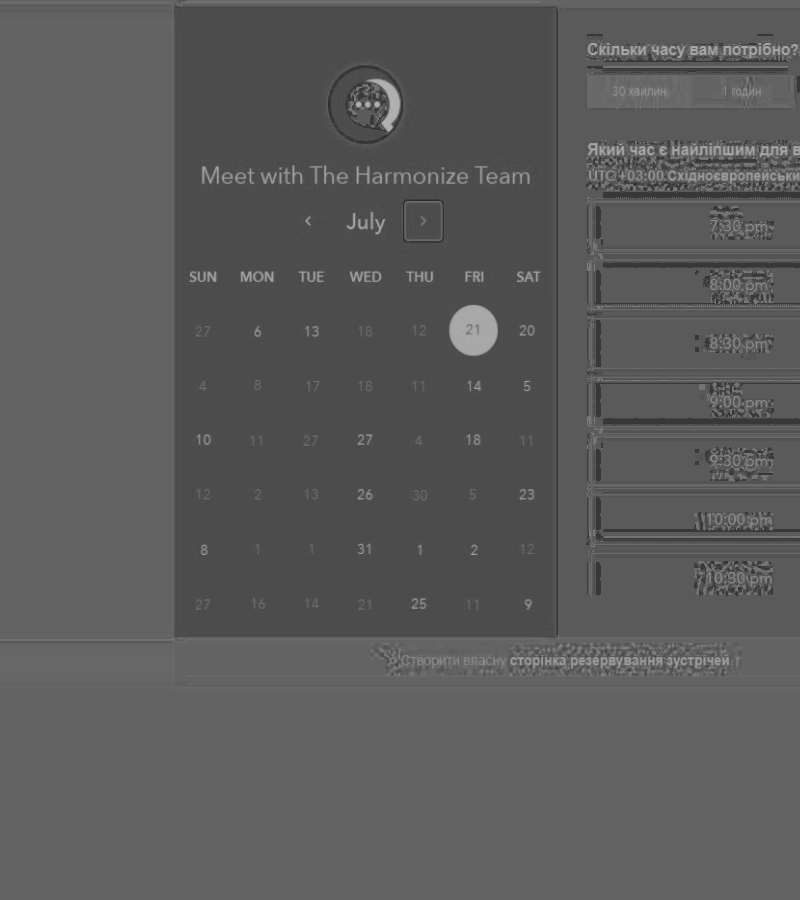 Meet with The Harmonize Team
July
SUN MON TUE WED THU FRI SAT
27 6 13 18 12 21 20
4 8 17 18 11 14 5
10 11 27 27 4 18 11
12 2 13 26 30 5 23
8 1 1 31 1 2 12
27 16 14 21 25 11 9
Скільки часу вам потрібно?
30 хвилин 1 годин
Який час є найліпшим для в
UTC +03:00 Східноєвропейськи
7:30 pm
8:00 pm
8:30 pm
9:00 pm
9:30 pm
10:00 pm
10:30 pm
Створити власну сторінка резервування зустрічей